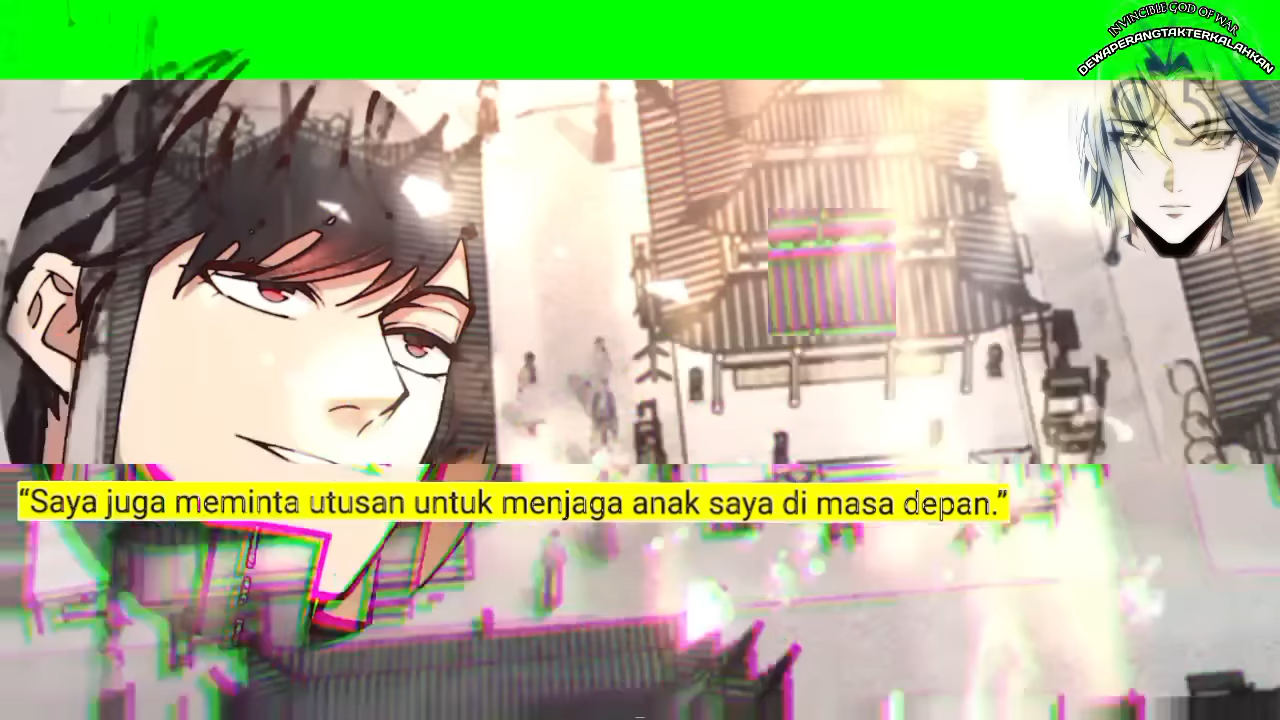 INVINCIBLE GOD OF WAR
DEWAPERANGTAKTERKALAHKAN
“Saya juga meminta utusan untuk menjaga anak saya di masa depan.”